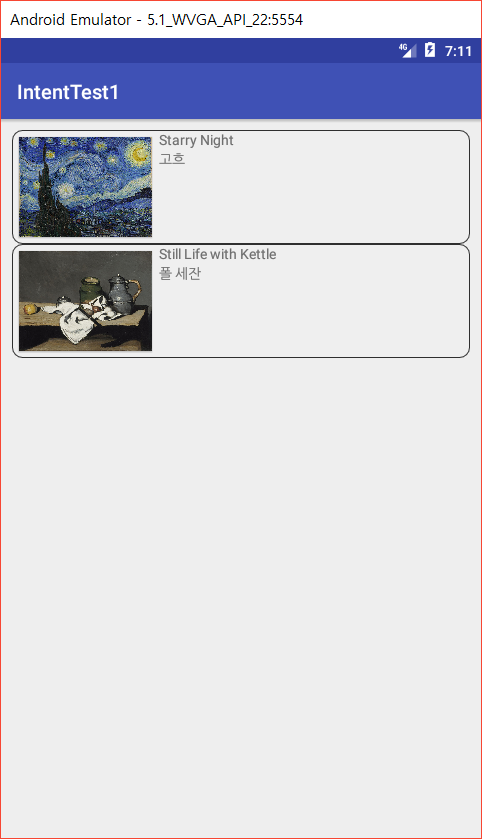 Android Emulator - 5.1_WVGA_API_22:5554
4G 7:11
IntentTest1
Starry Night
고흐
Still Life with Kettle
폴 세잔